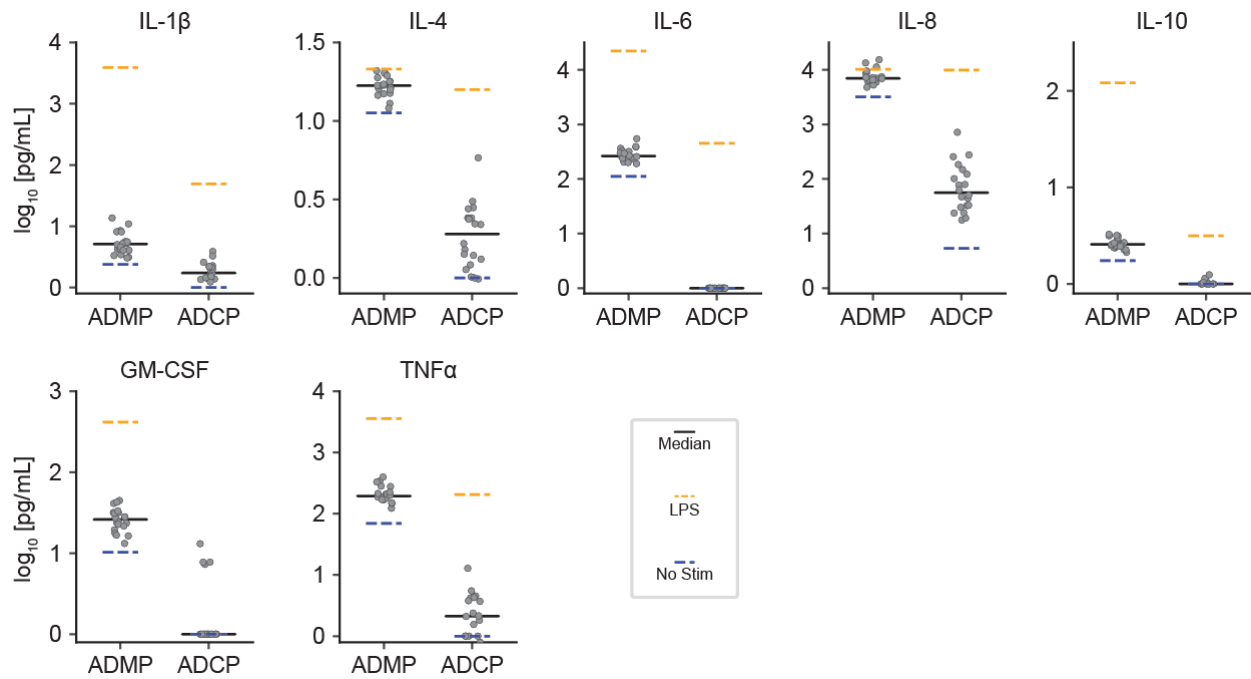 IL-1β
IL-4
IL-6
IL-8
IL-10
log10 [pg/mL]
4
3
2
1
0
ADMP
ADCP
1.5
1.0
0.5
0.0
ADMP
ADCP
4
3
2
1
0
ADMP
ADCP
4
3
2
1
0
ADMP
ADCP
2
1
0
ADMP
ADCP
GM-CSF
TNFα
log10 [pg/mL]
3
2
1
0
ADMP
ADCP
4
3
2
1
0
ADMP
ADCP
Median
LPS
No Stim